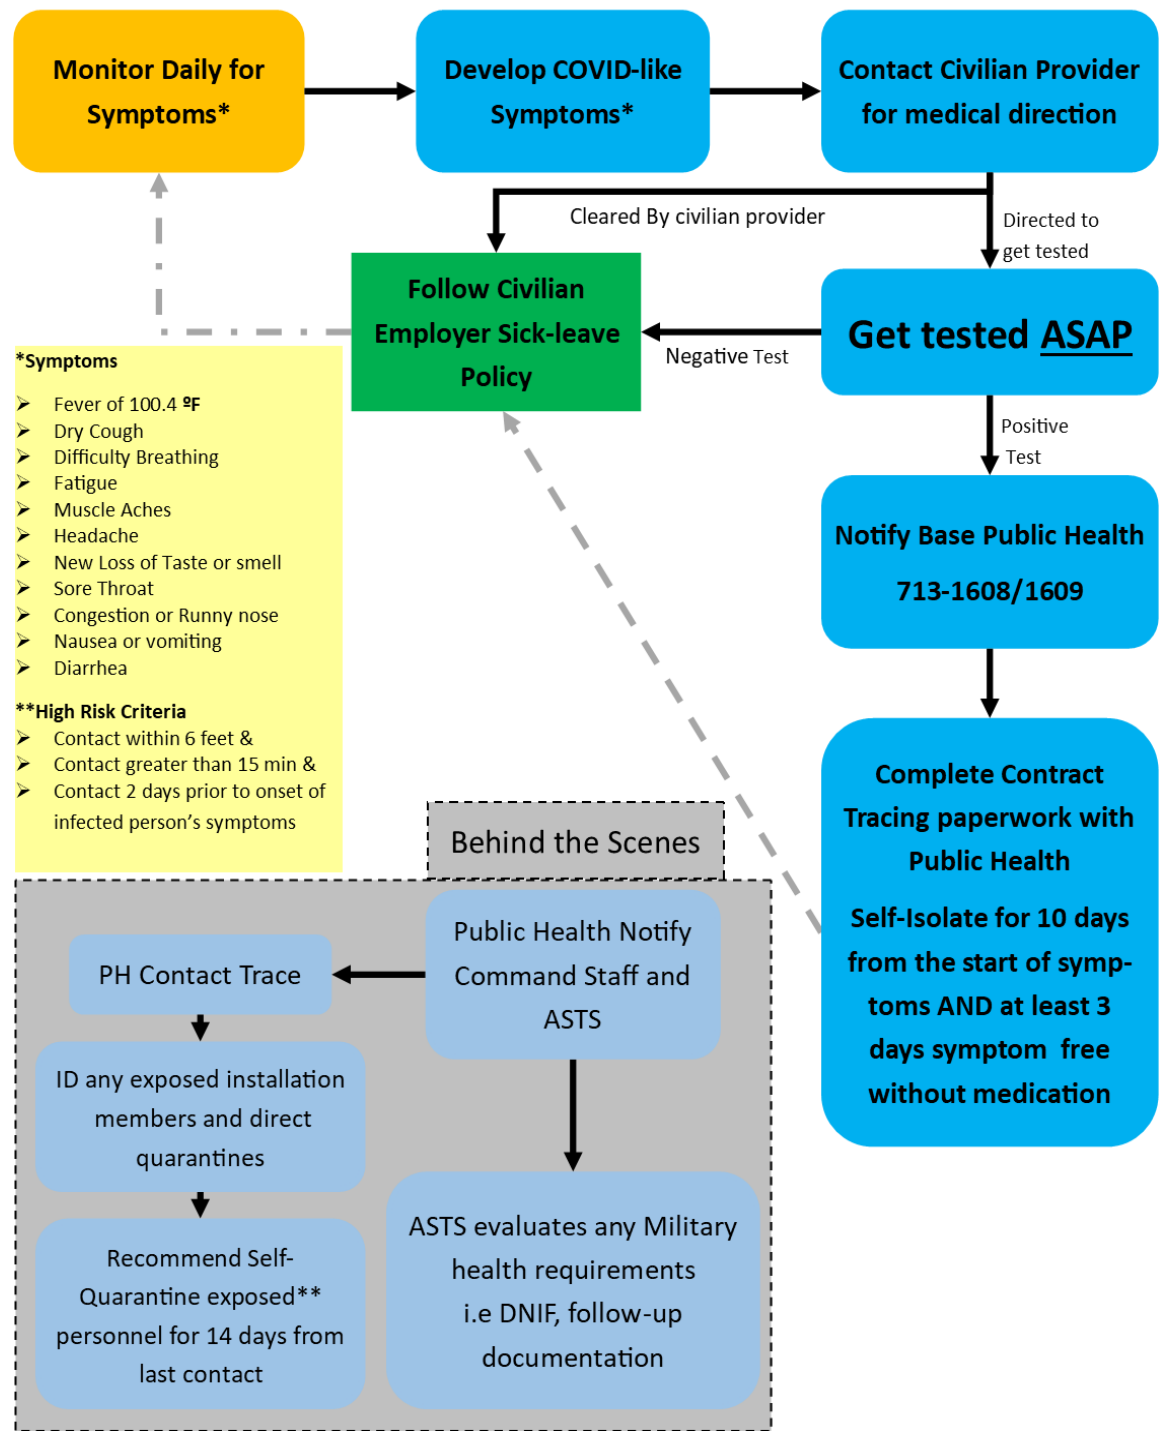 Monitor Daily for
Symptoms*
Develop COVID-like
Symptoms*
Contact Civilian Provider
for medical direction
Cleared By civilian provider
Directed to
get tested
Follow Civilian
Employer Sick-leave
Policy
Negative Test
Get tested ASAP
Positive
Test
Notify Base Public Health
713-1608/1609
Complete Contract
Tracing paperwork with
Public Health
Self-Isolate for 10 days
from the start of symp-
toms AND at least 3
days symptom free
without medication
*Symptoms
➢ Fever of 100.4 ºF
➢ Dry Cough
➢ Difficulty Breathing
➢ Fatigue
➢ Muscle Aches
➢ Headache
➢ New Loss of Taste or smell
➢ Sore Throat
➢ Congestion or Runny nose
➢ Nausea or vomiting
➢ Diarrhea
**High Risk Criteria
➢ Contact within 6 feet &
➢ Contact greater than 15 min &
➢ Contact 2 days prior to onset of
infected person's symptoms
Behind the Scenes
Public Health Notify
Command Staff and
ASTS
PH Contact Trace
ID any exposed installation
members and direct
quarantines
Recommend Self-
Quarantine exposed**
personnel for 14 days from
last contact
ASTS evaluates any Military
health requirements
i.e DNIF, follow-up
documentation